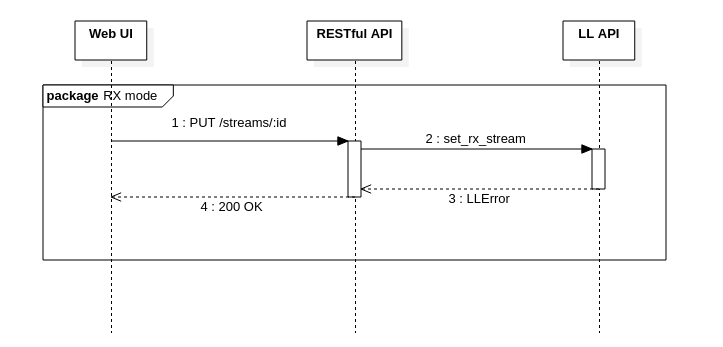 Web UI
RESTful API
LL API
package RX mode
1 : PUT /streams/:id
2 : set_rx_stream
3 : LLError
4 : 200 OK